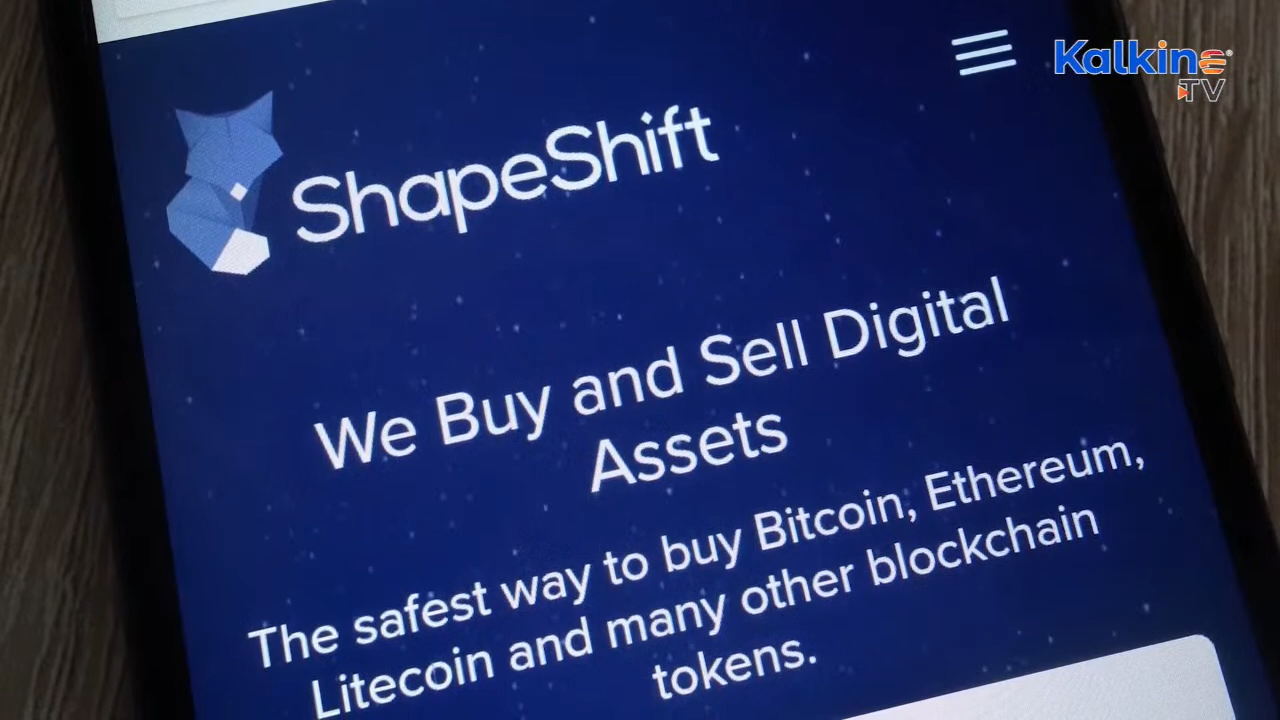 Kalkine
TV
ShapeShift
We Buy and Sell Digital
Assets
The safest way to buy Bitcoin, Ethereum,
Litecoin and many other blockchain
tokens.